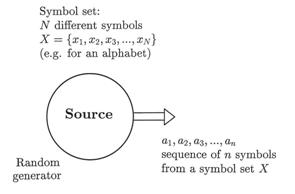 Symbol set:
N different symbols
X = {x₁, x₂, x₃, ..., x_N}
(e.g. for an alphabet)
Source
Random
generator
a₁, a₂, a₃, ..., aₙ
sequence of n symbols
from a symbol set X